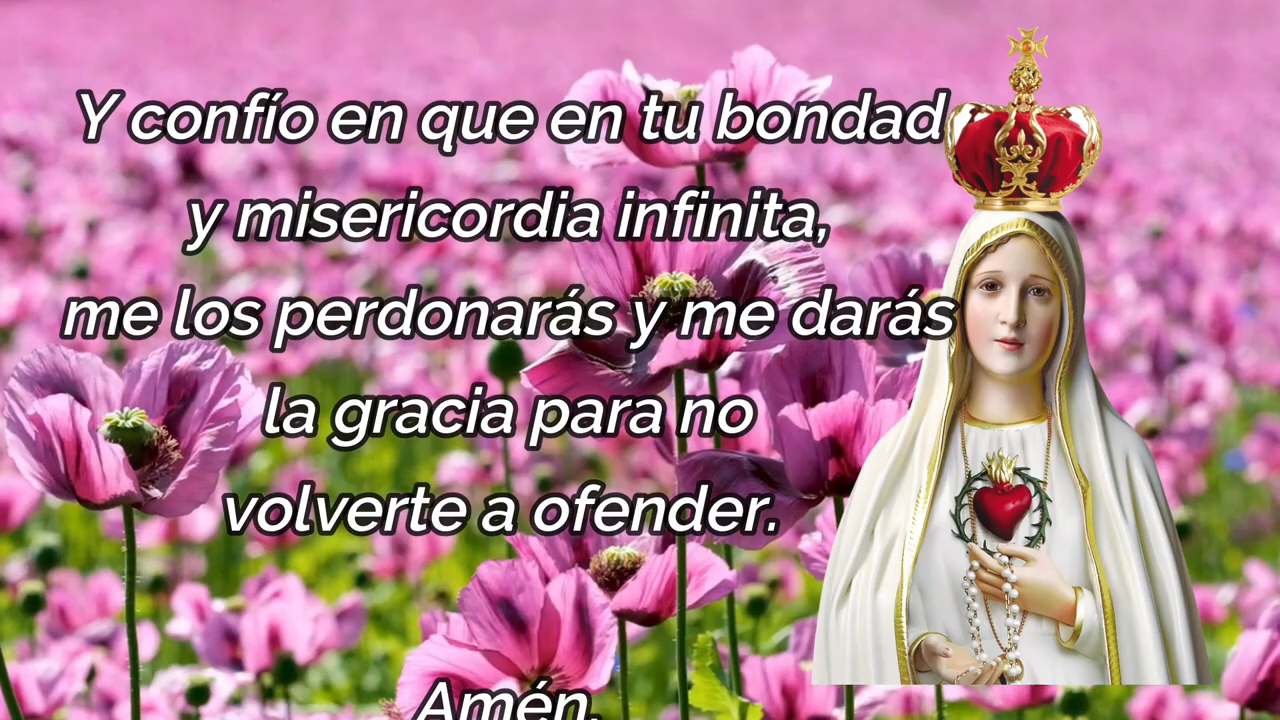 Y confío en que en tu bondad
y misericordia infinita,
me los perdonarás y me darás
la gracia para no
volverte a ofender.
Amén.